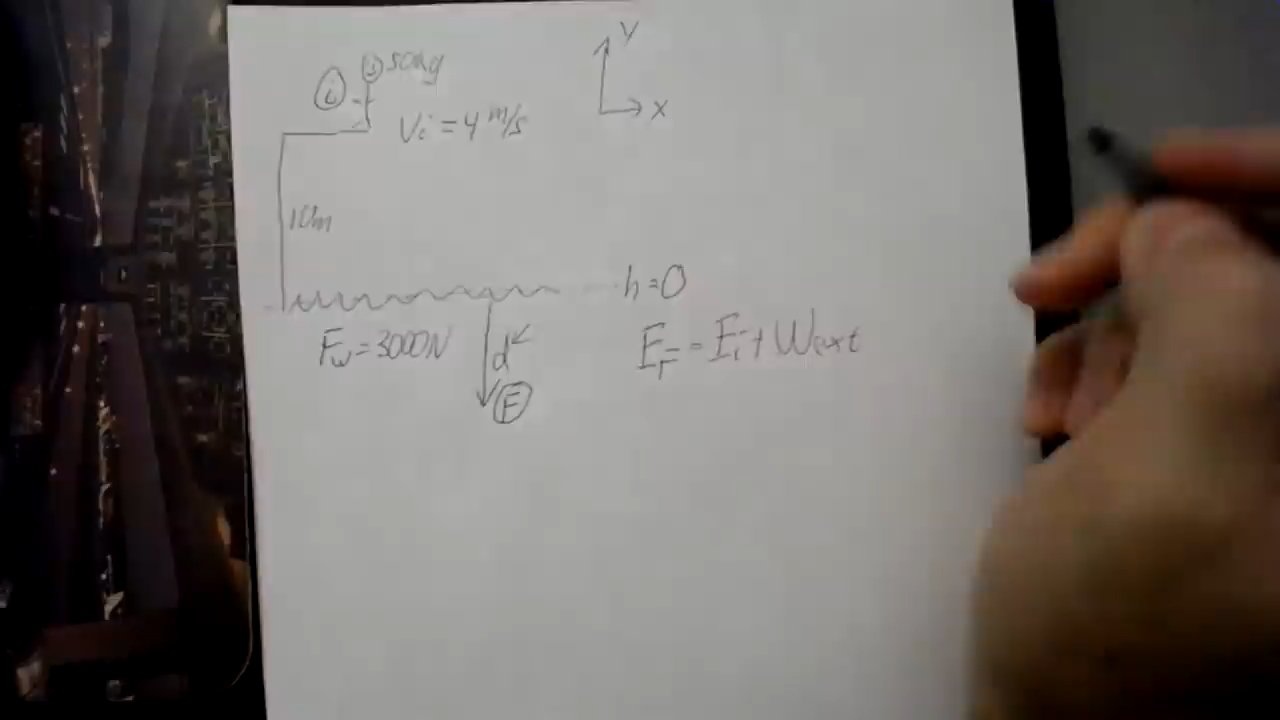 Y
50kg
i
Vi = 4 m/s
X
10m
h=0
Fw=3000N
d
EF = Ei + Wext
F